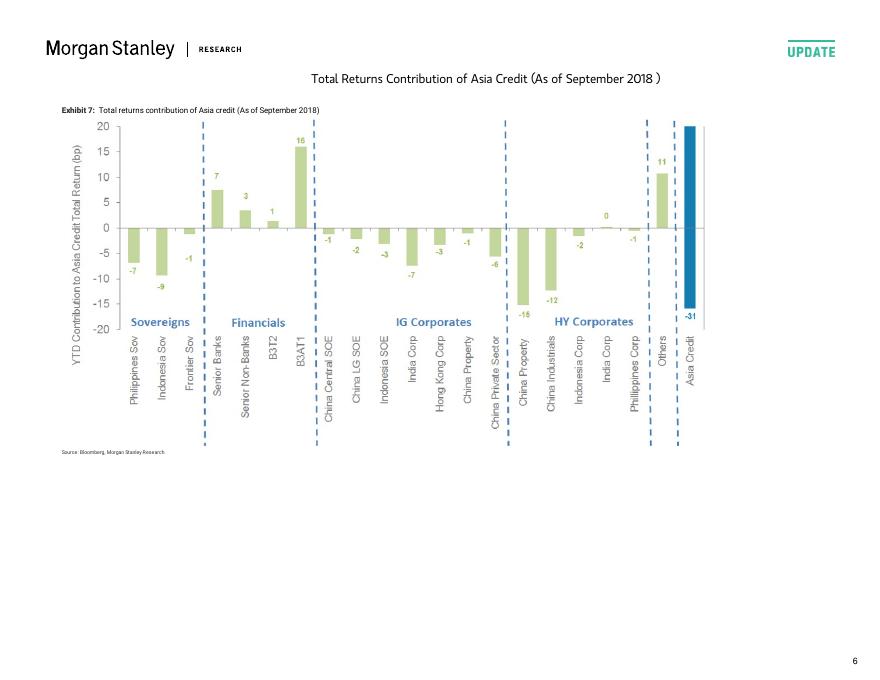 Morgan Stanley | RESEARCH
UPDATE
Total Returns Contribution of Asia Credit (As of September 2018 )
Exhibit 7: Total returns contribution of Asia credit (As of September 2018)
YTD Contribution to Asia Credit Total Return (bp)
20
15
10
5
0
-5
-10
-15
-20
-7
-9
-1
7
3
1
16
-1
-2
-3
-7
-3
-1
-6
-15
-12
-2
0
-1
11
-31
Sovereigns
Financials
IG Corporates
HY Corporates
Philippines Sov
Indonesia Sov
Frontier Sov
Senior Banks
Senior Non-Banks
B3T2
B3AT1
China Central SOE
China LG SOE
Indonesia SOE
India Corp
Hong Kong Corp
China Property
China Private Sector
China Property
China Industrials
Indonesia Corp
India Corp
Phillippines Corp
Others
Asia Credit
Source: Bloomberg, Morgan Stanley Research
6